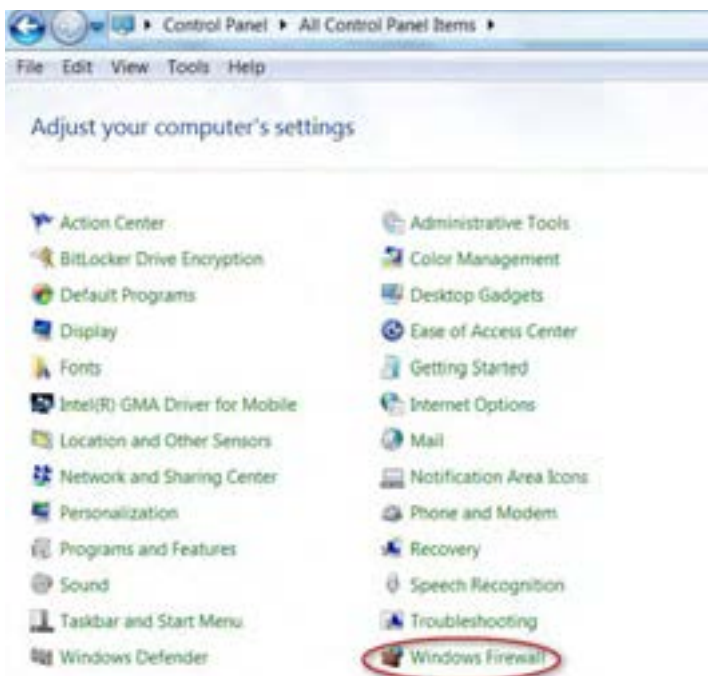 Control Panel All Control Panel Items
File Edit View Tools Help
Adjust your computer's settings
Action Center
Administrative Tools
BitLocker Drive Encryption
Color Management
Default Programs
Desktop Gadgets
Display
Ease of Access Center
Fonts
Getting Started
Intel(R) GMA Driver for Mobile
Internet Options
Location and Other Sensors
Mail
Network and Sharing Center
Notification Area Icons
Personalization
Phone and Modem
Programs and Features
Recovery
Sound
Speech Recognition
Taskbar and Start Menu
Troubleshooting
Windows Defender
Windows Firewall